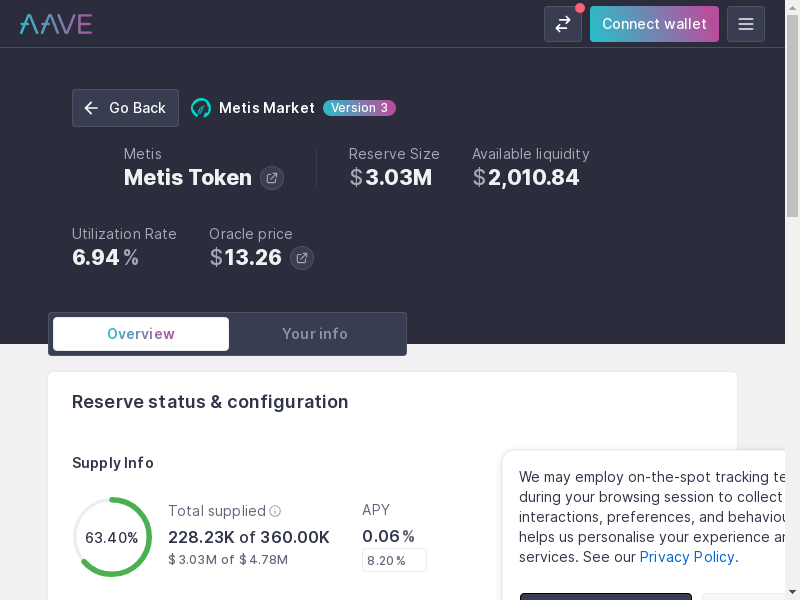 AAVE
Connect wallet
Go Back
Metis Market Version 3
Metis
Metis Token
Reserve Size
$3.03M
Available liquidity
$2,010.84
Utilization Rate
6.94%
Oracle price
$13.26
Overview
Your info
Reserve status & configuration
Supply Info
63.40%
Total supplied
228.23K of 360.00K
$3.03M of $4.78M
APY
0.06%
8.20%
We may employ on-the-spot tracking te
during your browsing session to collect
interactions, preferences, and behaviou
helps us personalise your experience an
services. See our Privacy Policy.